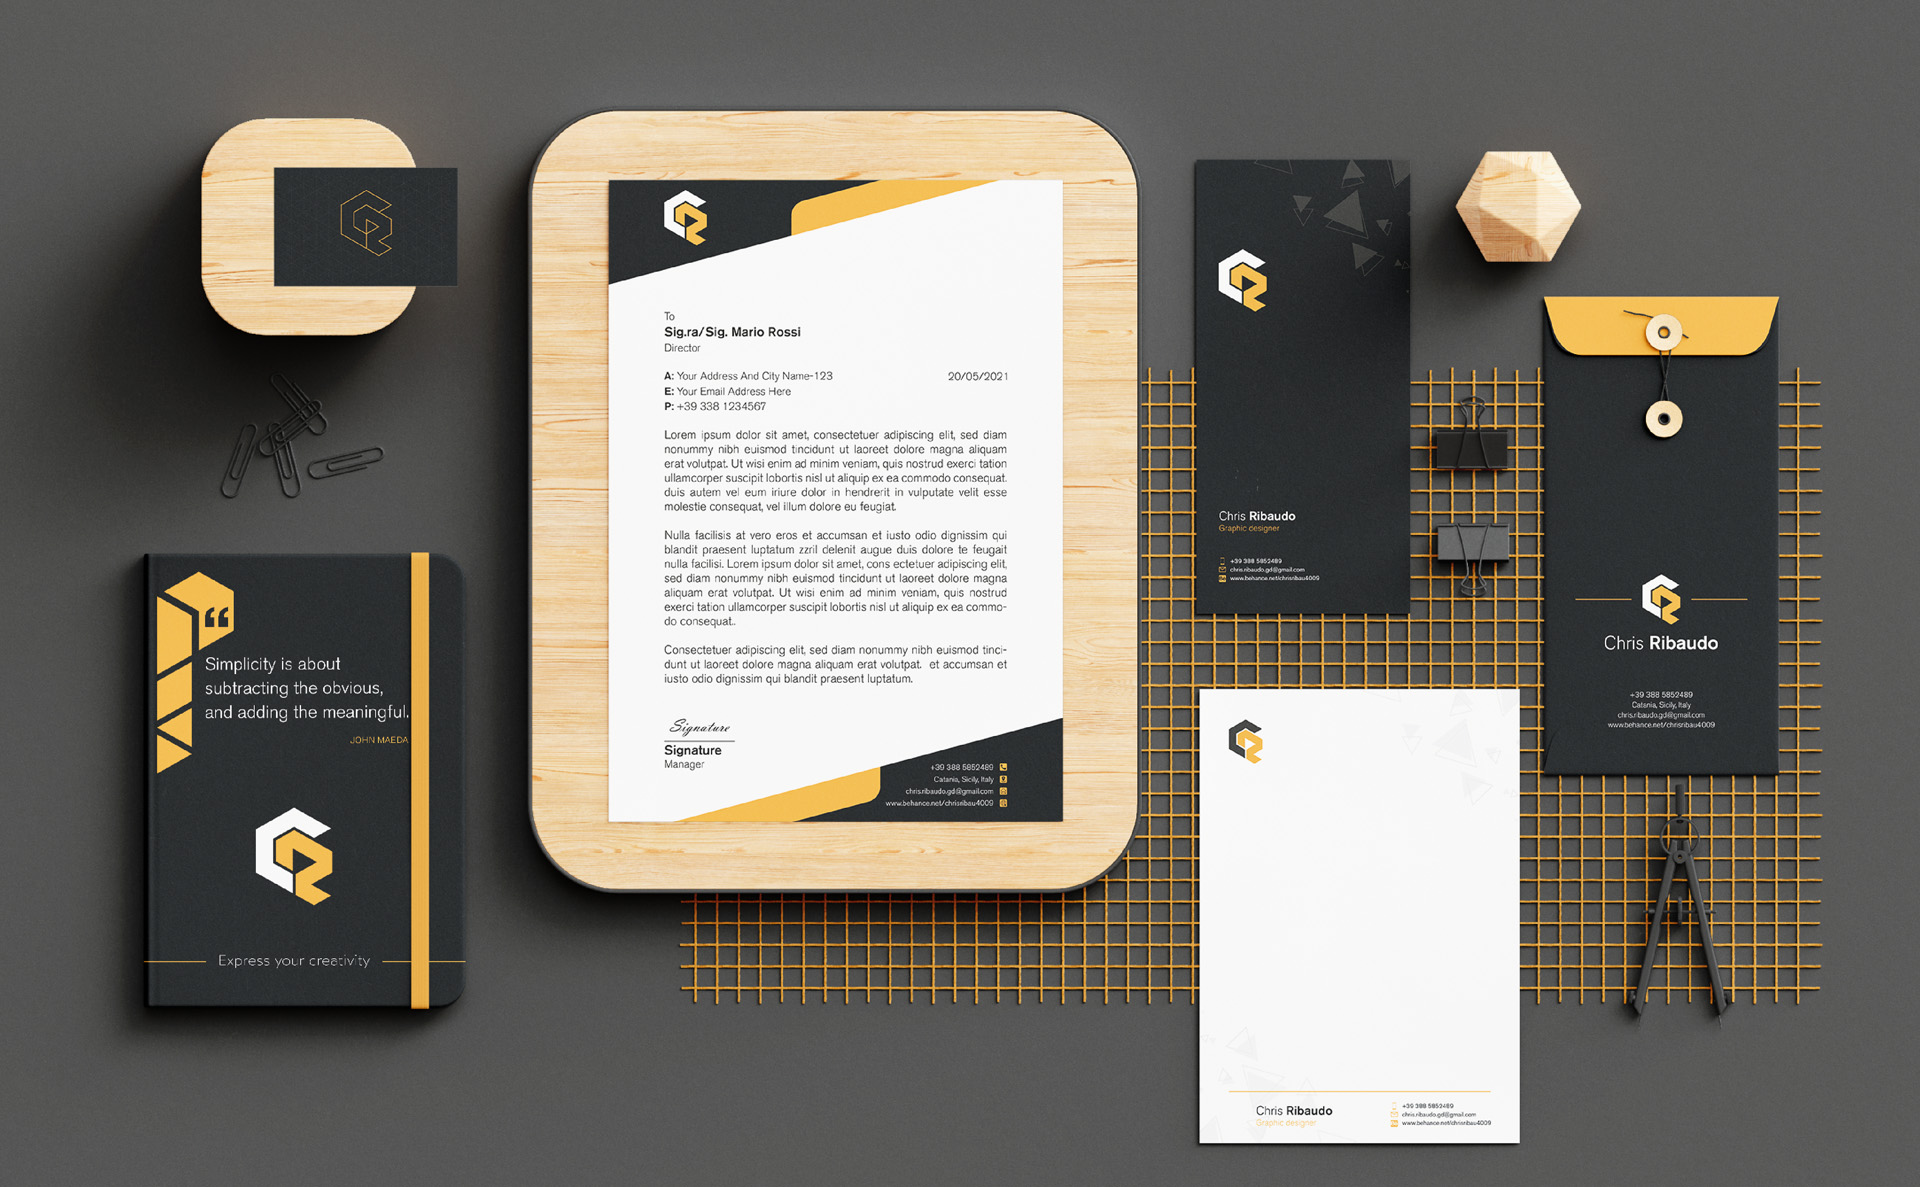 To
Sig.ra/Sig. Mario Rossi
Director
A: Your Address And City Name-123
20/05/2021
E: Your Email Address Here
P: +39 338 1234567
Lorem ipsum dolor sit amet, consectetuer adipiscing elit, sed diam
nonummy nibh euismod tincidunt ut laoreet dolore magna aliquam
erat volutpat. Ut wisi enim ad minim veniam, quis nostrud exerci tation
ullamcorper suscipit lobortis nisl ut aliquip ex ea commodo consequat.
duis autem vel eum iriure dolor in hendrerit in vulputate velit esse
molestie consequat, vel illum dolore eu feugiat.
Nulla facilisis at vero eros et accumsan et iusto odio dignissim qui
blandit praesent luptatum zzril delenit augue duis dolore te feugait
nulla facilisi. Lorem ipsum dolor sit amet, cons ectetuer adipiscing elit,
sed diam nonummy nibh euismod tincidunt ut laoreet dolore magna
aliquam erat volutpat. Ut wisi enim ad minim veniam, quis nostrud
exerci tation ullamcorper suscipit lobortis nisl ut aliquip ex ea commo-
do consequat..
Consectetuer adipiscing elit, sed diam nonummy nibh euismod tinci-
dunt ut laoreet dolore magna aliquam erat volutpat. et accumsan et
iusto odio dignissim qui blandit praesent luptatum.
Signature
Signature
Manager
+39 388 5852489
Catania, Sicily, Italy
chris.ribaudo.gd@gmail.com
www.behance.net/chrisribau4009
“
Simplicity is about
subtracting the obvious,
and adding the meaningful.
JOHN MAEDA
Express your creativity
Chris Ribaudo
Graphic designer
+39 388 5852489
chris.ribaudo.gd@gmail.com
www.behance.net/chrisribau4009
Chris Ribaudo
+39 388 5852489
Catania, Sicily, Italy
chris.ribaudo.gd@gmail.com
www.behance.net/chrisribau4009
Chris Ribaudo
Graphic designer
+39 388 5852489
chris.ribaudo.gd@gmail.com
www.behance.net/chrisribau4009